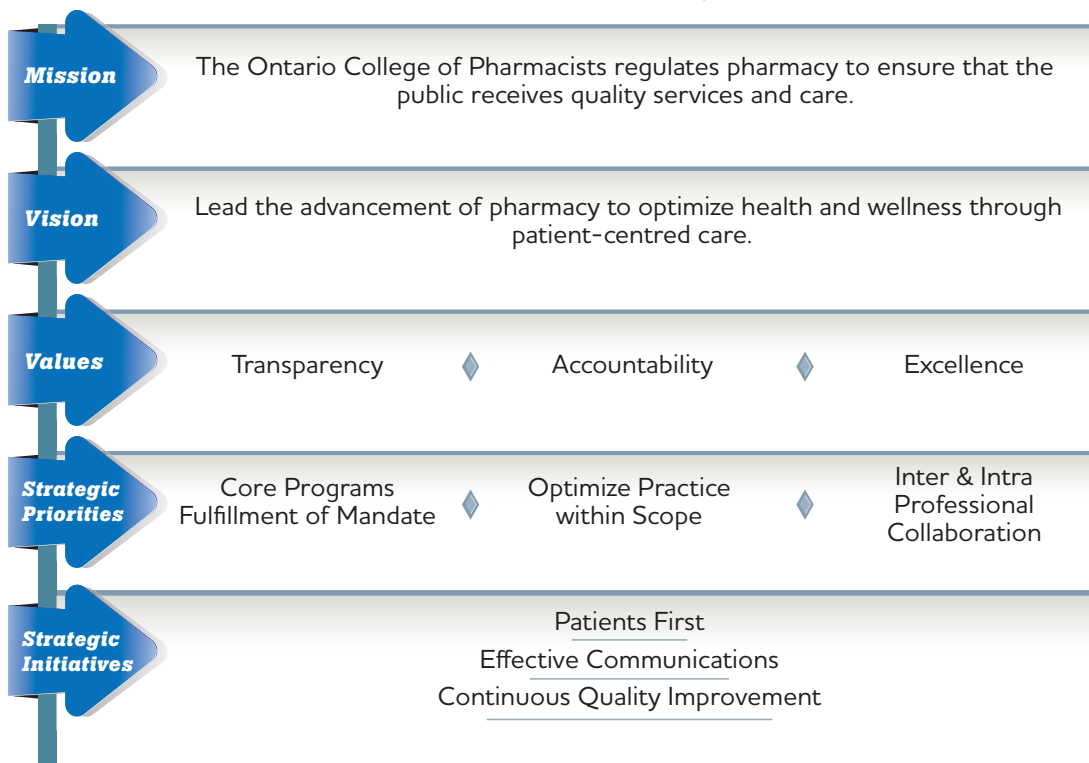 Mission
The Ontario College of Pharmacists regulates pharmacy to ensure that the
public receives quality services and care.
Vision
Lead the advancement of pharmacy to optimize health and wellness through
patient-centred care.
Values
Transparency
Accountability
Excellence
Strategic
Priorities
Core Programs
Fulfillment of Mandate
Optimize Practice
within Scope
Inter & Intra
Professional
Collaboration
Strategic
Initiatives
Patients First
Effective Communications
Continuous Quality Improvement